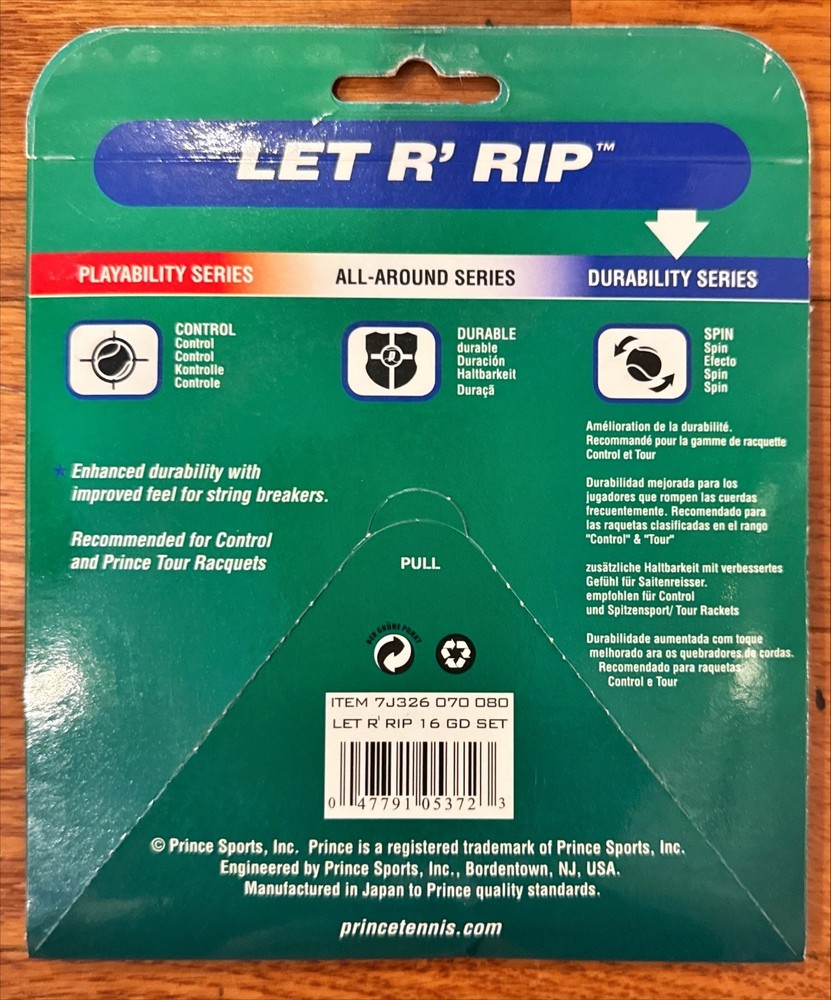 LET R' RIP™
PLAYABILITY SERIES
ALL-AROUND SERIES
DURABILITY SERIES
CONTROL
Control
Control
Kontrolle
Controle
DURABLE
durable
Duración
Haltbarkeit
Duraçã
SPIN
Spin
Efecto
Spin
Spin
* Enhanced durability with
improved feel for string breakers.
Recommended for Control
and Prince Tour Racquets
Amélioration de la durabilité.
Recommandé pour la gamme de racquette
Control et Tour
Durabilidad mejorada para los
jugadores que rompen las cuerdas
frecuentemente. Recomendado para
las raquetas clasificadas en el rango
"Control" & "Tour"
zusätzliche Haltbarkeit mit verbessertes
Gefühl für Saitenreisser.
empfohlen für Control
und Spitzensport/ Tour Rackets
Durabilidade aumentada com toque
melhorado ara os quebradores de cordas.
Recomendado para raquetas
Control e Tour
PULL
DER GRÜNE PUNKT
ITEM 7J326 070 080
LET R' RIP 16 GD SET
0 47791 05372 3
© Prince Sports, Inc. Prince is a registered trademark of Prince Sports, Inc.
Engineered by Prince Sports, Inc., Bordentown, NJ, USA.
Manufactured in Japan to Prince quality standards.
princetennis.com